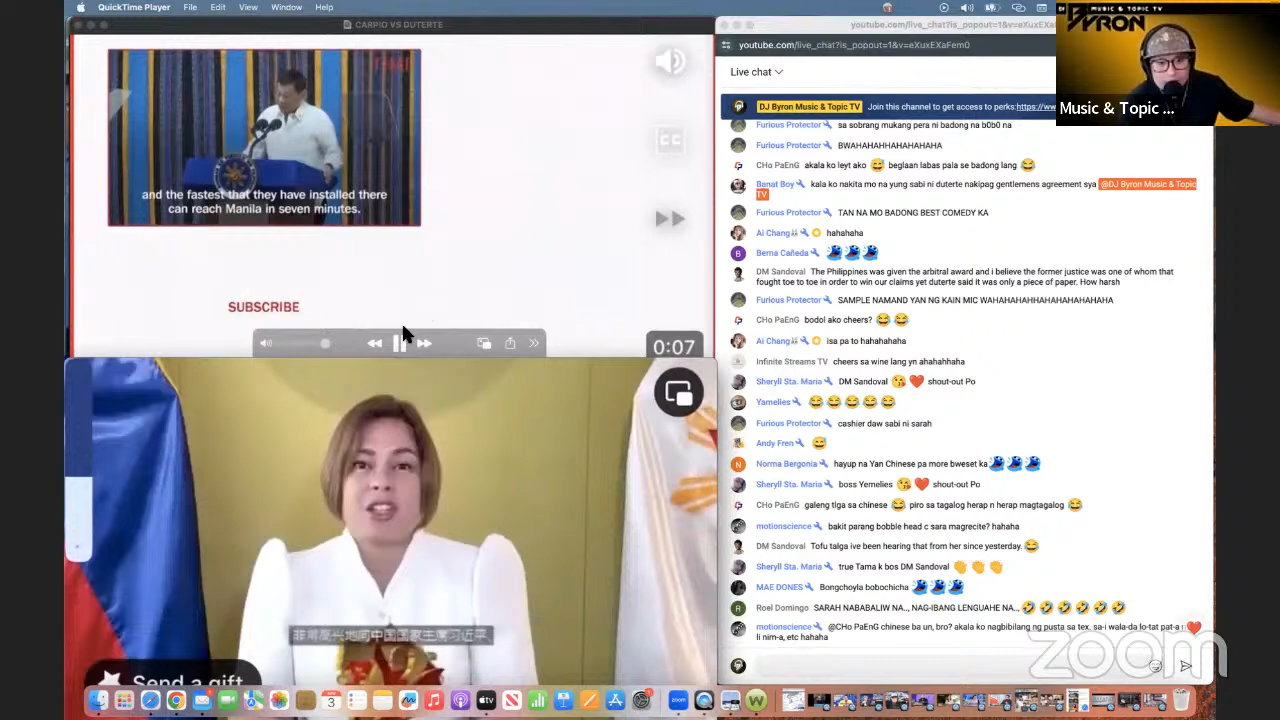 QuickTime Player File Edit View Window Help
CARPIO VS DUTERTE
and the fastest that they have installed there
can reach Manila in seven minutes.
SUBSCRIBE
0:07
Send a gift
youtube.com/live_chat?is_popout=1&v=eXuxEXaFem0
Live chat
DJ Byron Music & Topic TV Join this channel to get access to perks:https://ww
Furious Protector sa sobrang mukang pera ni badong na b0b0 na
Furious Protector BWAHAHAHHAHAHAHAHA
CHo PaEnG akala ko leyt ako 😅 beglaan labas pala se badong lang 😂
Banat Boy kala ko nakita mo na yung sabi ni duterte nakipag gentlemens agreement sya @DJ Byron Music & Topic
TV
Furious Protector TAN NA MO BADONG BEST COMEDY KA
Ai Chang hahahaha
Berna Cañeda
DM Sandoval The Philippines was given the arbitral award and i believe the former justice was one of whom that
fought toe to toe in order to win our claims yet duterte said it was only a piece of paper. How harsh
Furious Protector SAMPLE NAMAND YAN NG KAIN MIC WAHAHAHAHHAHAHAHAHAHA
CHo PaEnG bodol ako cheers? 😂 😂
Ai Chang isa pa to hahahahaha
Infinite Streams TV cheers sa wine lang yn ahahahhaha
Sheryll Sta. Maria DM Sandoval 😘 ❤️ shout-out Po
Yamelies 😂 😂 😂 😂 😂
Furious Protector cashier daw sabi ni sarah
Andy Fren 😅
Norma Bergonia hayup na Yan Chinese pa more bweset ka
Sheryll Sta. Maria boss Yemelies 😘 ❤️ shout-out Po
CHo PaEnG galeng tlga sa chinese 😂 piro sa tagalog herap n herap magtagalog 😂
motionscience bakit parang bobble head c sara magrecite? hahaha
DM Sandoval Tofu talga ive been hearing that from her since yesterday. 😂
Sheryll Sta. Maria true Tama k bos DM Sandoval 👏 👏 👏
MAE DONES Bongchoyla bobochicha
Roel Domingo SARAH NABABALIW NA.., NAG-IBANG LENGUAHE NA.., 🤣 🤣 🤣 🤣 🤣 🤣
motionscience @CHo PaEnG chinese ba un, bro? akala ko nagbibilang ng pusta sa tex. sa-i wala-da lo-tat pat-a
li nim-a, etc hahaha
MUSIC & TOPIC TV
BYRON
Music & Topic ...
zoom